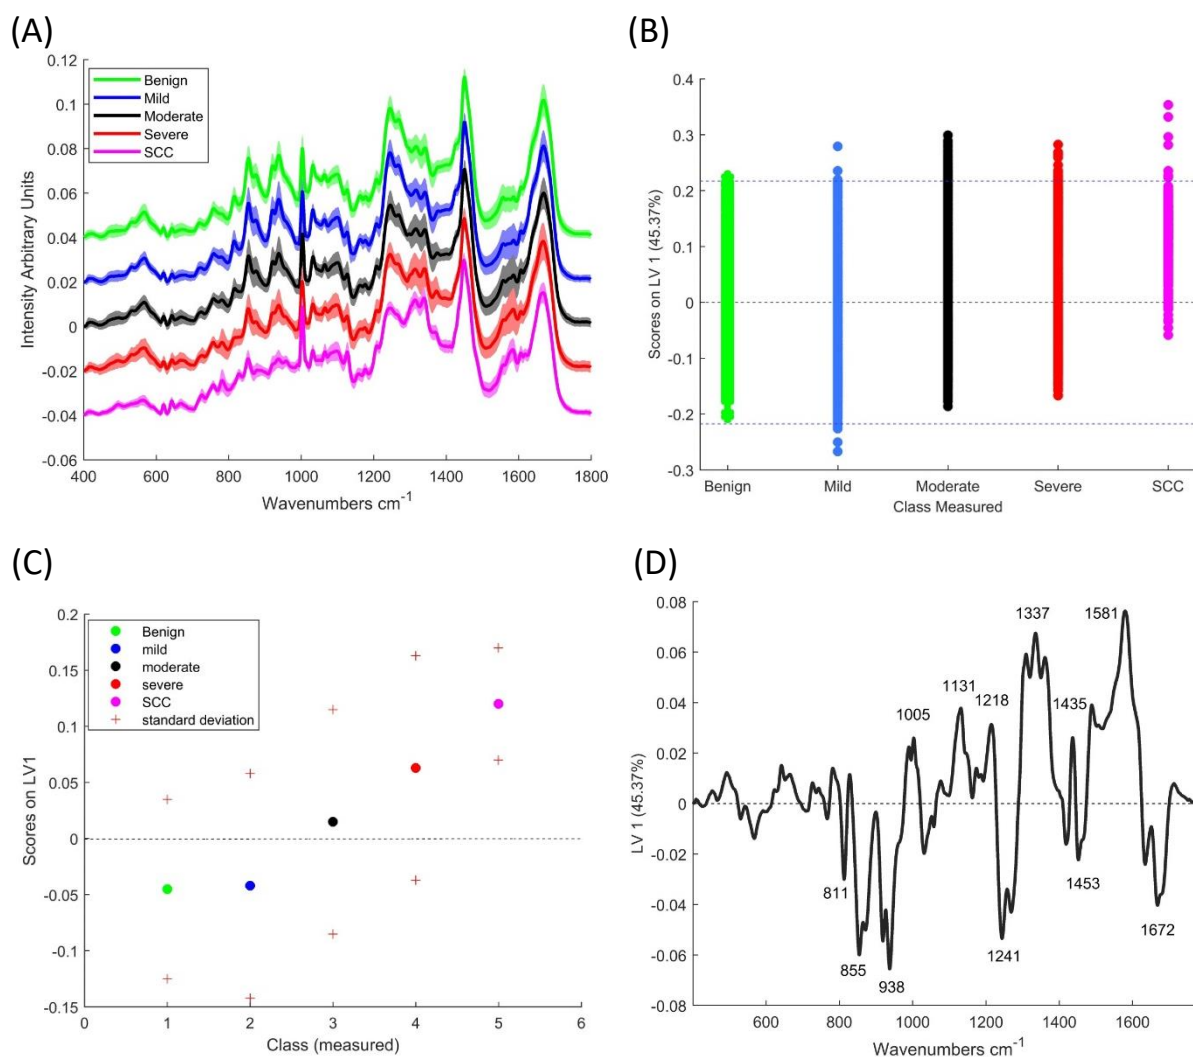 (A)
0.12
0.1
0.08
0.06
0.04
0.02
0
-0.02
-0.04
-0.06
Intensity Arbitrary Units
Benign
Mild
Moderate
Severe
SCC
400 600 800 1000 1200 1400 1600 1800
Wavenumbers cm-1
(B)
0.4
0.3
0.2
0.1
0
-0.1
-0.2
-0.3
Scores on LV 1 (45.37%)
Benign Mild Moderate Severe SCC
Class Measured
(C)
0.2
0.15
0.1
0.05
0
-0.05
-0.1
-0.15
Scores on LV1
Benign
mild
moderate
severe
SCC
standard deviation
0 1 2 3 4 5 6
Class (measured)
(D)
0.08
0.06
0.04
0.02
0
-0.02
-0.04
-0.06
-0.08
LV 1 (45.37%)
1337 1581
1131 1218 1435
1005
811
1453
855 938 1241 1672
600 800 1000 1200 1400 1600
Wavenumbers cm-1